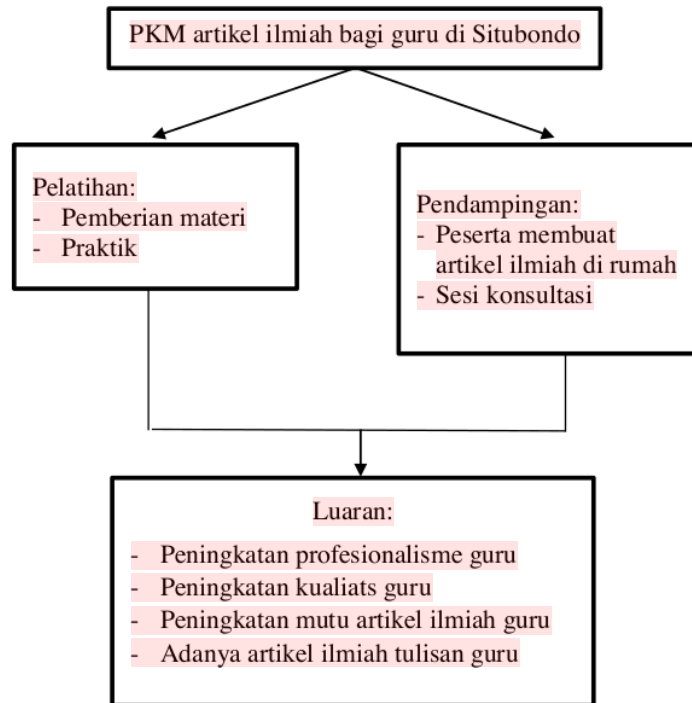 PKM artikel ilmiah bagi guru di Situbondo
Pelatihan:
- Pemberian materi
- Praktik
Pendampingan:
- Peserta membuat
artikel ilmiah di rumah
- Sesi konsultasi
Luaran:
- Peningkatan profesionalisme guru
- Peningkatan kualiats guru
- Peningkatan mutu artikel ilmiah guru
- Adanya artikel ilmiah tulisan guru